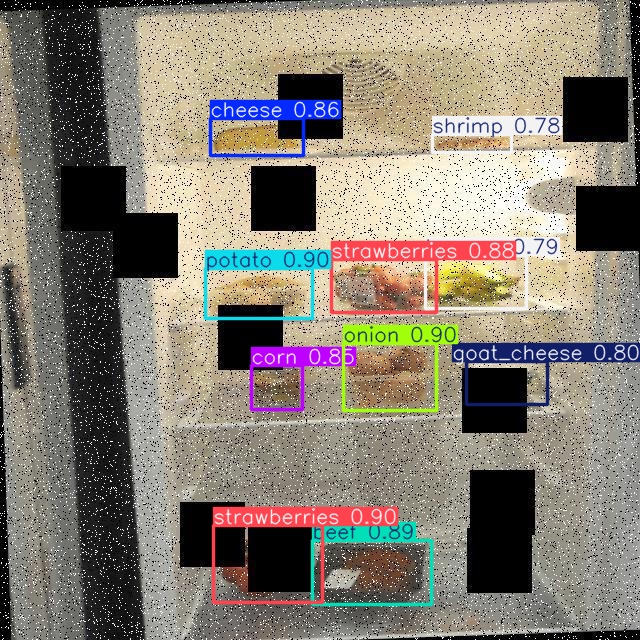 cheese 0.86
shrimp 0.78
potato 0.90
strawberries 0.88
0.79
onion 0.90
corn 0.85
goat_cheese 0.80
strawberries 0.90
beef 0.89